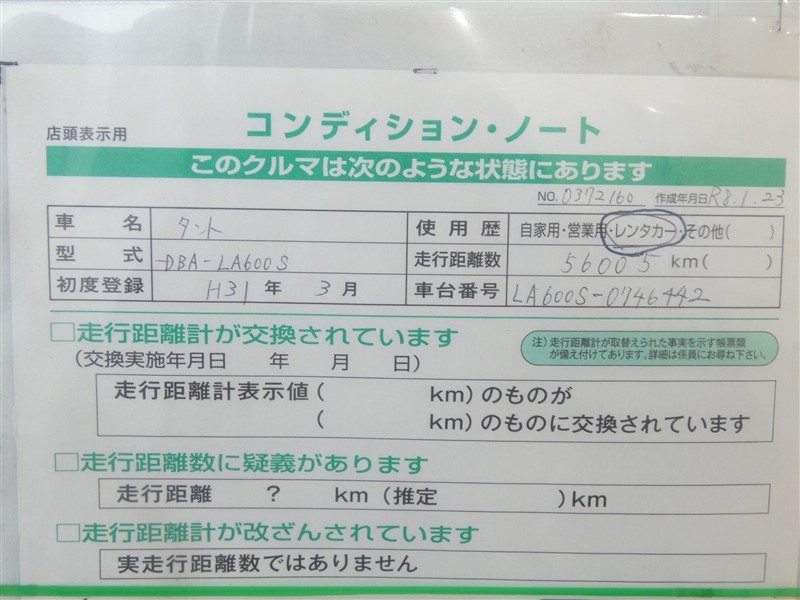 店頭表示用 コンディション・ノート
このクルマは次のような状態にあります
NO. 0372160 作成年月日 R8.1.23
車名 タント 使用歴 自家用・営業用・レンタカー・その他( )
型式 DBA-LA600S 走行距離数 56005 km( )
初度登録 H31年 3月 車台番号 LA600S-0746442
□走行距離計が交換されています
(交換実施年月日 年 月 日)
注)走行距離計が取替えられた事実を示す帳票類
が備え付けてあります。詳細は係員にお尋ね下さい。
走行距離計表示値( km)のものが
( km)のものに交換されています
□走行距離数に疑義があります
走行距離 ? km(推定 )km
□走行距離計が改ざんされています
実走行距離数ではありません